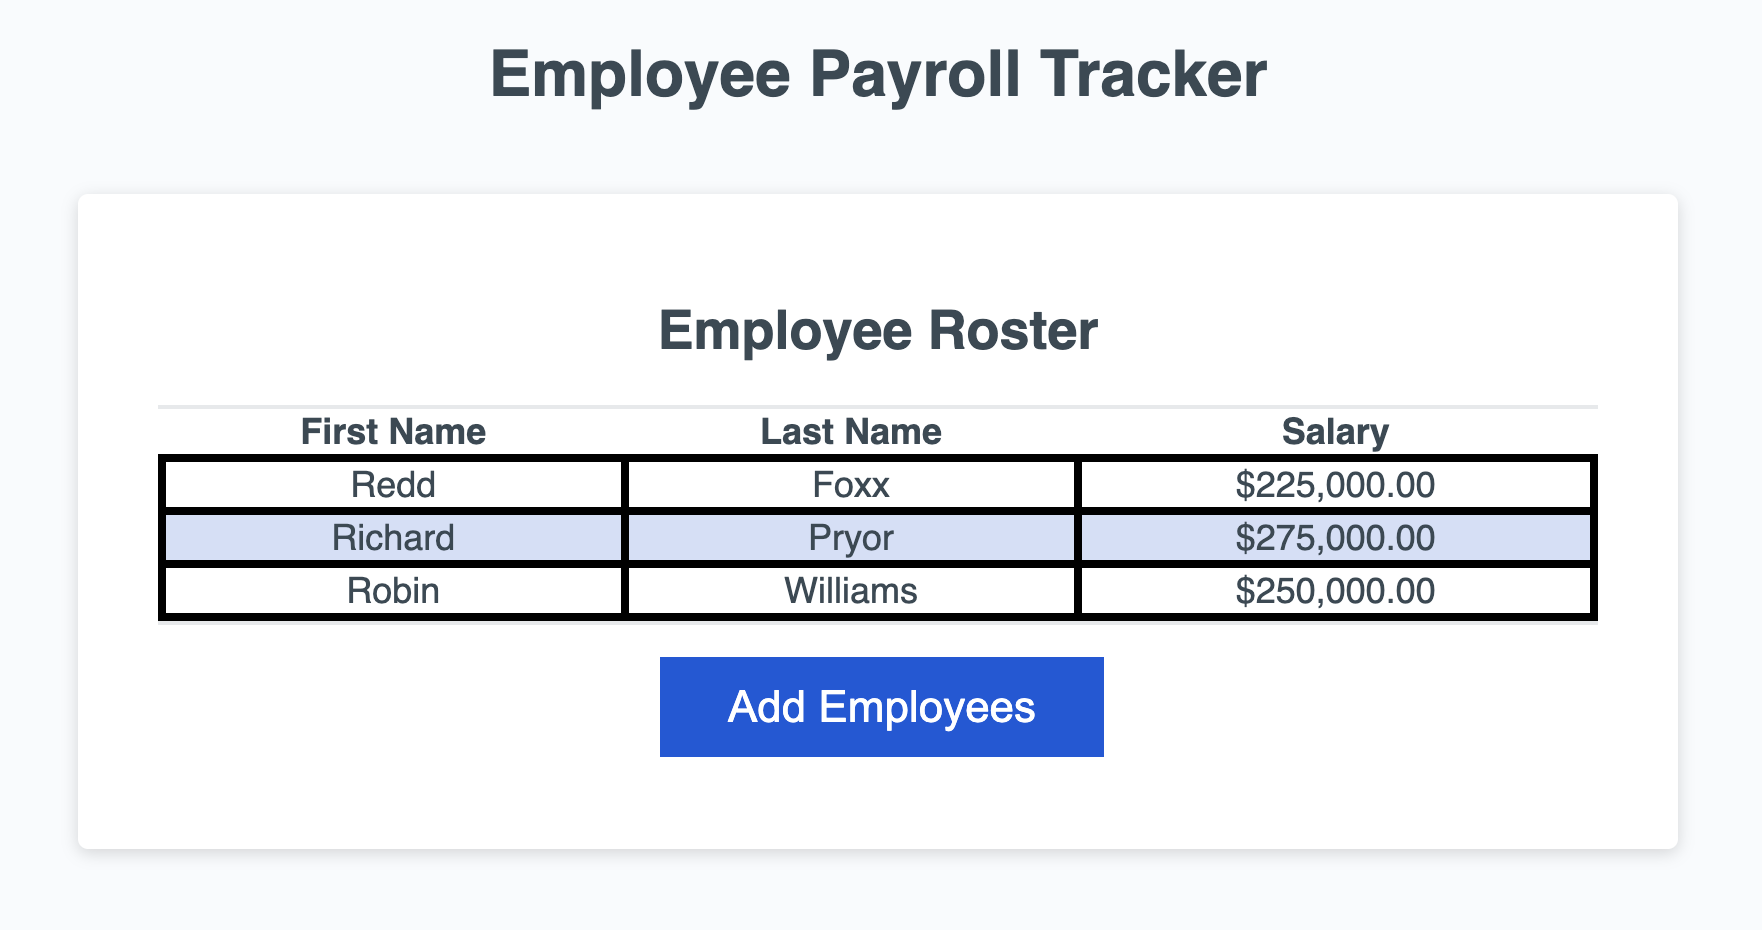 Employee Payroll Tracker
Employee Roster
First Name Last Name Salary
Redd Foxx $225,000.00
Richard Pryor $275,000.00
Robin Williams $250,000.00
Add Employees